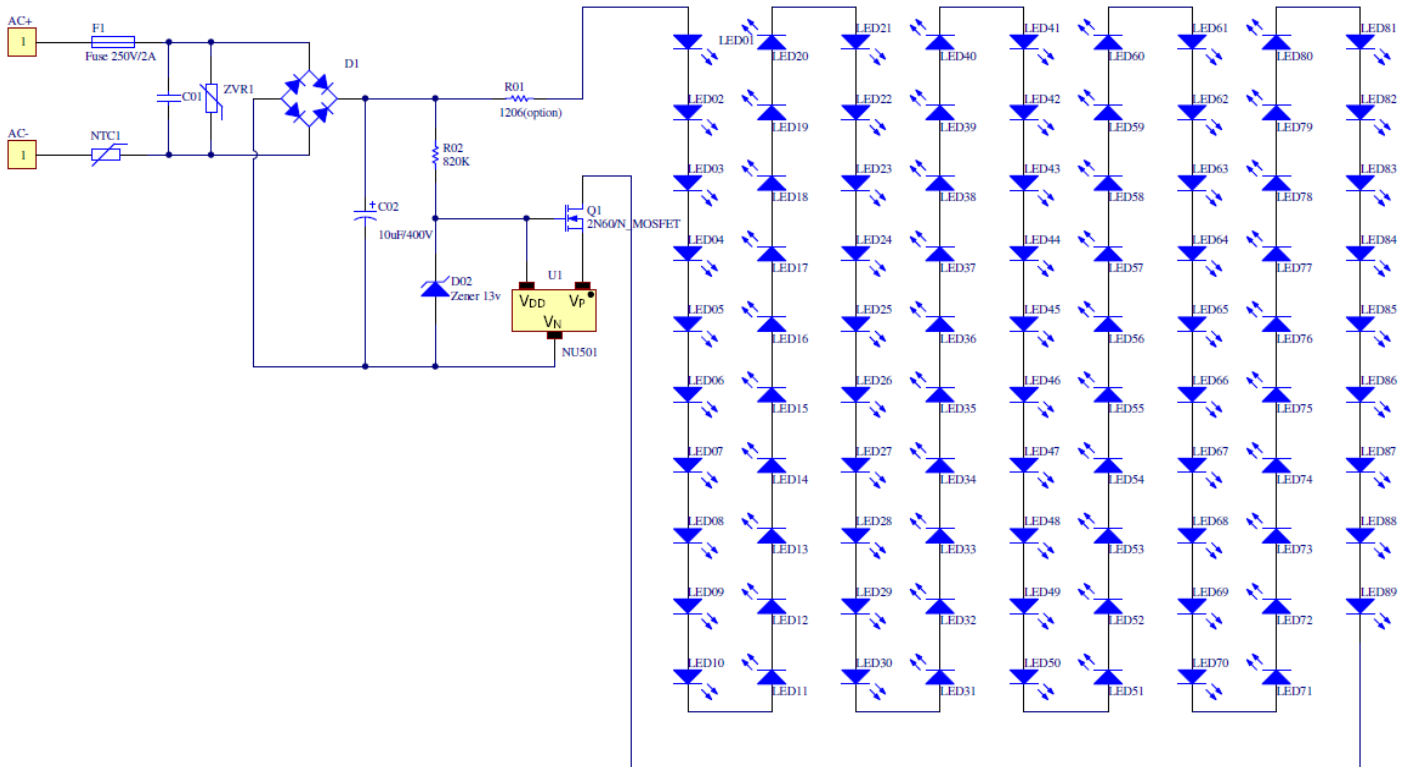 AC+
1
F1
Fuse 250V/2A
C01
ZVR1
D1
AC-
1
NTC1
R01
1206(option)
R02
820K
C02
+
10uF/400V
Q1
2N60/N_MOSFET
D02
Zener 13v
U1
VDD
VP
VN
NU501
LED01
LED02
LED03
LED04
LED05
LED06
LED07
LED08
LED09
LED10
LED20
LED19
LED18
LED17
LED16
LED15
LED14
LED13
LED12
LED11
LED21
LED22
LED23
LED24
LED25
LED26
LED27
LED28
LED29
LED30
LED40
LED39
LED38
LED37
LED36
LED35
LED34
LED33
LED32
LED31
LED41
LED42
LED43
LED44
LED45
LED46
LED47
LED48
LED49
LED50
LED60
LED59
LED58
LED57
LED56
LED55
LED54
LED53
LED52
LED51
LED61
LED62
LED63
LED64
LED65
LED66
LED67
LED68
LED69
LED70
LED80
LED79
LED78
LED77
LED76
LED75
LED74
LED73
LED72
LED71
LED81
LED82
LED83
LED84
LED85
LED86
LED87
LED88
LED89